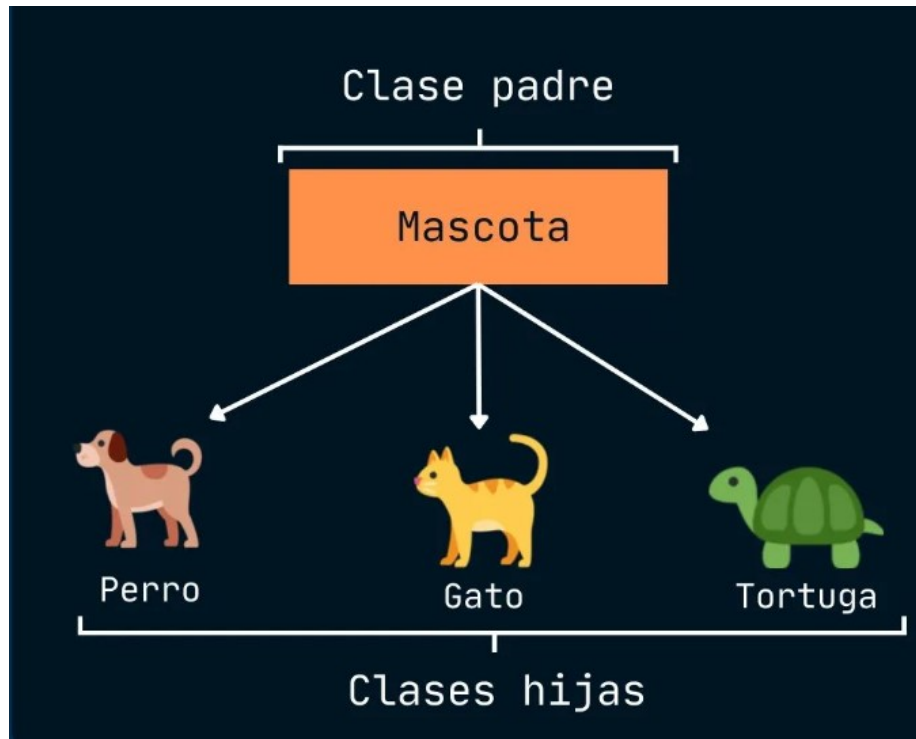 Clase padre
Mascota
Perro
Gato
Tortuga
Clases hijas